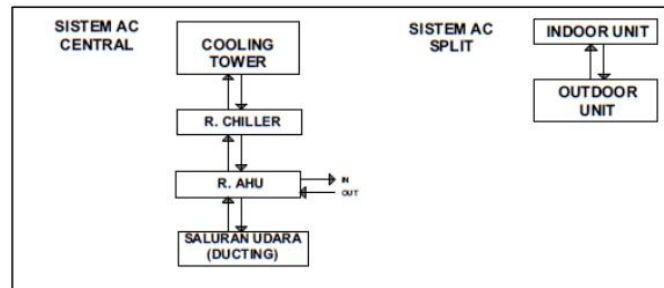 SISTEM AC
CENTRAL
COOLING
TOWER
R. CHILLER
R. AHU
IN
OUT
SALURAN UDARA
(DUCTING)
SISTEM AC
SPLIT
INDOOR UNIT
OUTDOOR
UNIT